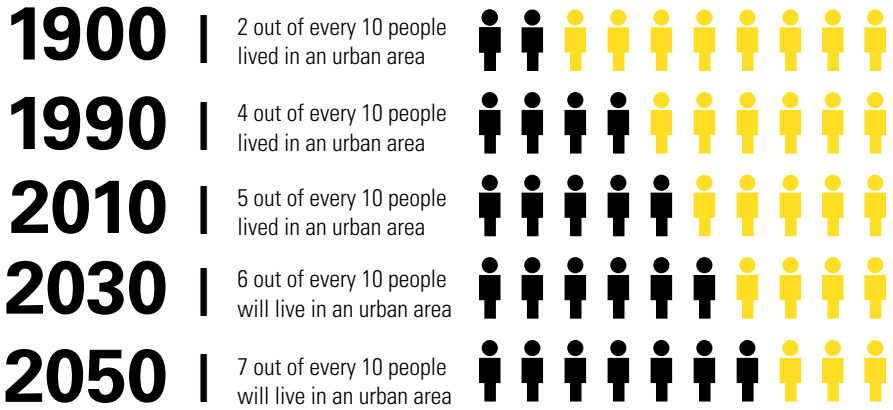 1900
2 out of every 10 people
lived in an urban area
1990
4 out of every 10 people
lived in an urban area
2010
5 out of every 10 people
lived in an urban area
2030
6 out of every 10 people
will live in an urban area
2050
7 out of every 10 people
will live in an urban area